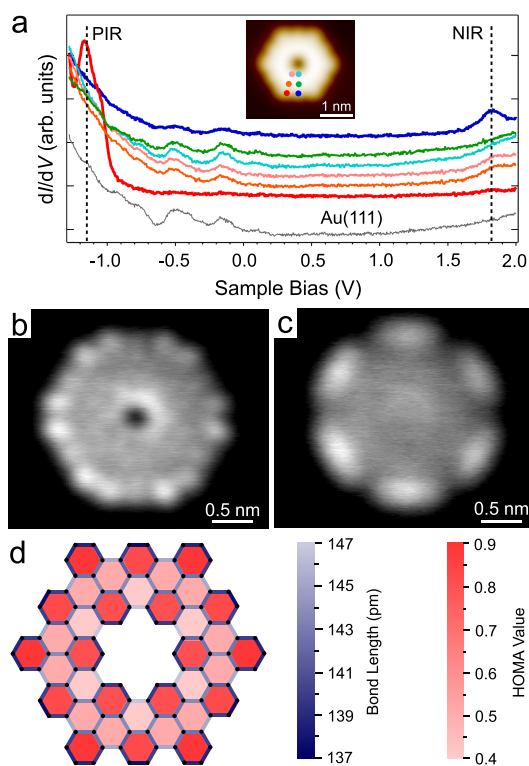 a
PIR
NIR
dI/dV (arb. units)
1 nm
Au(111)
-1.0 -0.5 0.0 0.5 1.0 1.5 2.0
Sample Bias (V)
b
0.5 nm
c
0.5 nm
d
147
145
143
141
139
137
Bond Length (pm)
0.9
0.8
0.7
0.6
0.5
0.4
HOMA Value